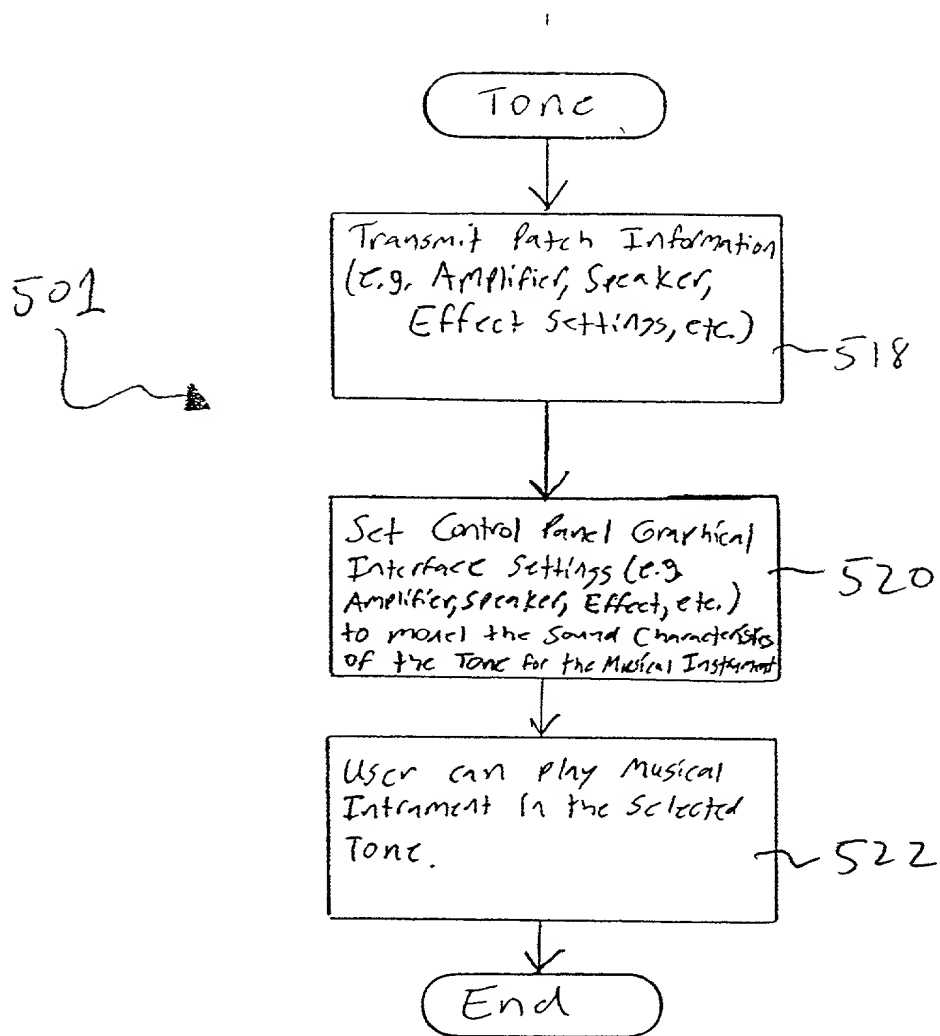 Tone
Transmit Patch Information
(e.g. Amplifier, Speaker,
Effect Settings, etc.)
518
501
Set Control Panel Graphical
Interface Settings (e.g.
Amplifier, Speaker, Effect, etc.)
to model the Sound Characteristics
of the Tone for the Musical Instrument
520
User can play Musical
Intrument in the selected
Tone.
522
End